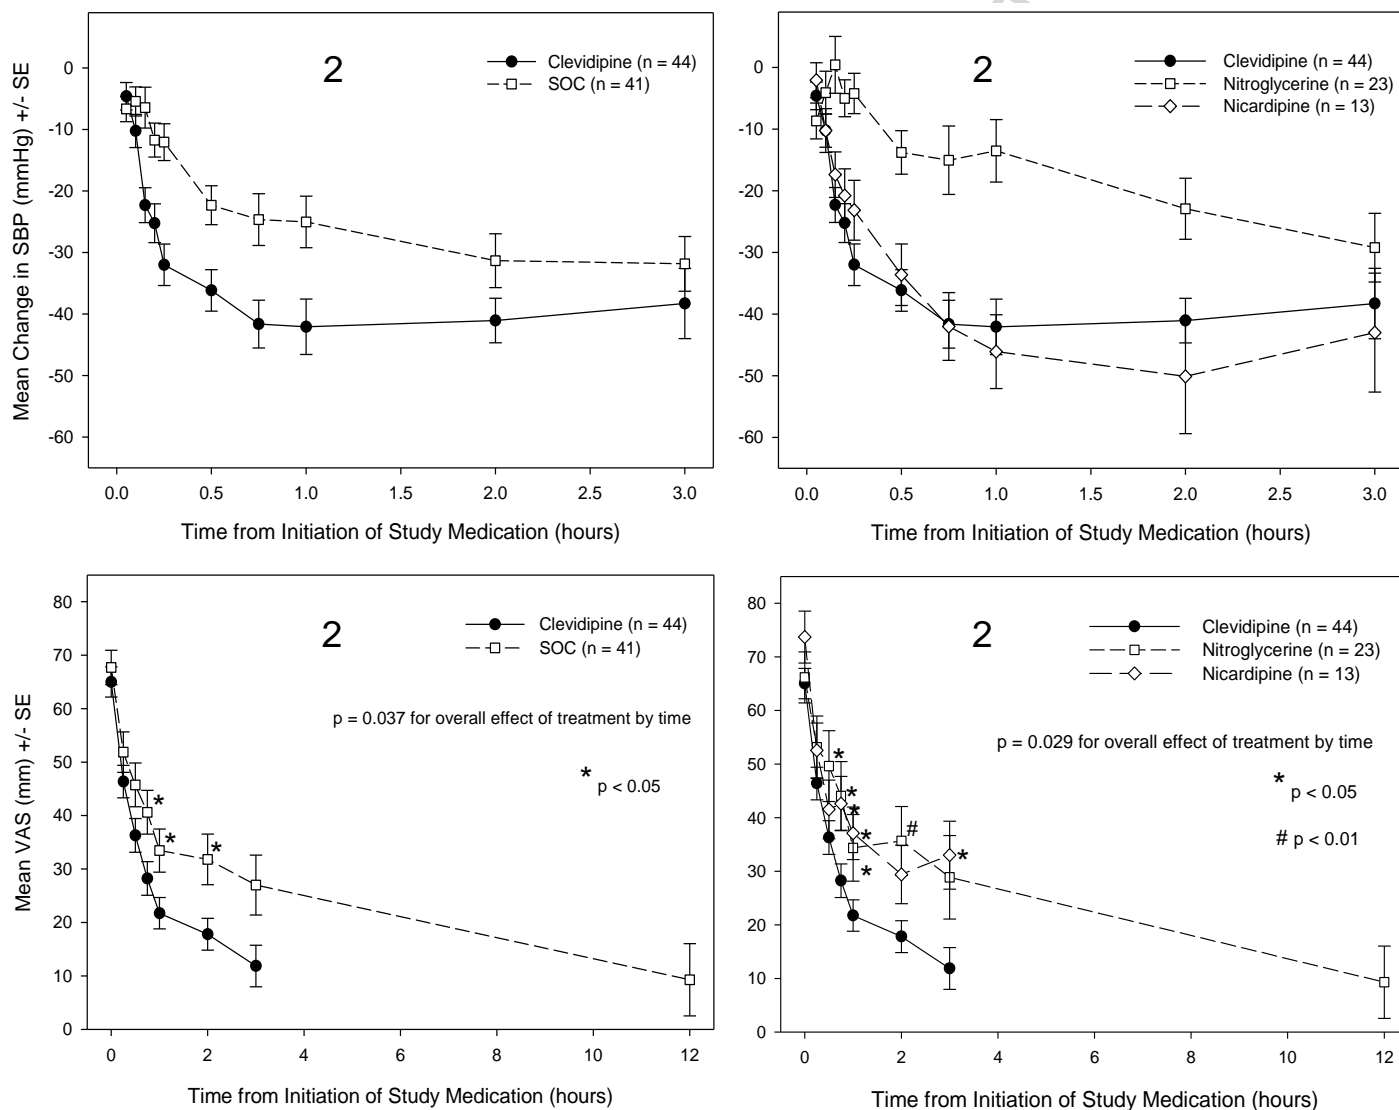 2
Clevidipine (n = 44)
SOC (n = 41)
Mean Change in SBP (mmHg) +/- SE
0
-10
-20
-30
-40
-50
-60
0.0 0.5 1.0 1.5 2.0 2.5 3.0
Time from Initiation of Study Medication (hours)
2
Clevidipine (n = 44)
Nitroglycerine (n = 23)
Nicardipine (n = 13)
0
-10
-20
-30
-40
-50
-60
0.0 0.5 1.0 1.5 2.0 2.5 3.0
Time from Initiation of Study Medication (hours)
2
Clevidipine (n = 44)
SOC (n = 41)
p = 0.037 for overall effect of treatment by time
* p < 0.05
* * *
Mean VAS (mm) +/- SE
80
70
60
50
40
30
20
10
0
0 2 4 6 8 10 12
Time from Initiation of Study Medication (hours)
2
Clevidipine (n = 44)
Nitroglycerine (n = 23)
Nicardipine (n = 13)
p = 0.029 for overall effect of treatment by time
* p < 0.05
# p < 0.01
*
*
*
* # *
*
80
70
60
50
40
30
20
10
0
0 2 4 6 8 10 12
Time from Initiation of Study Medication (hours)